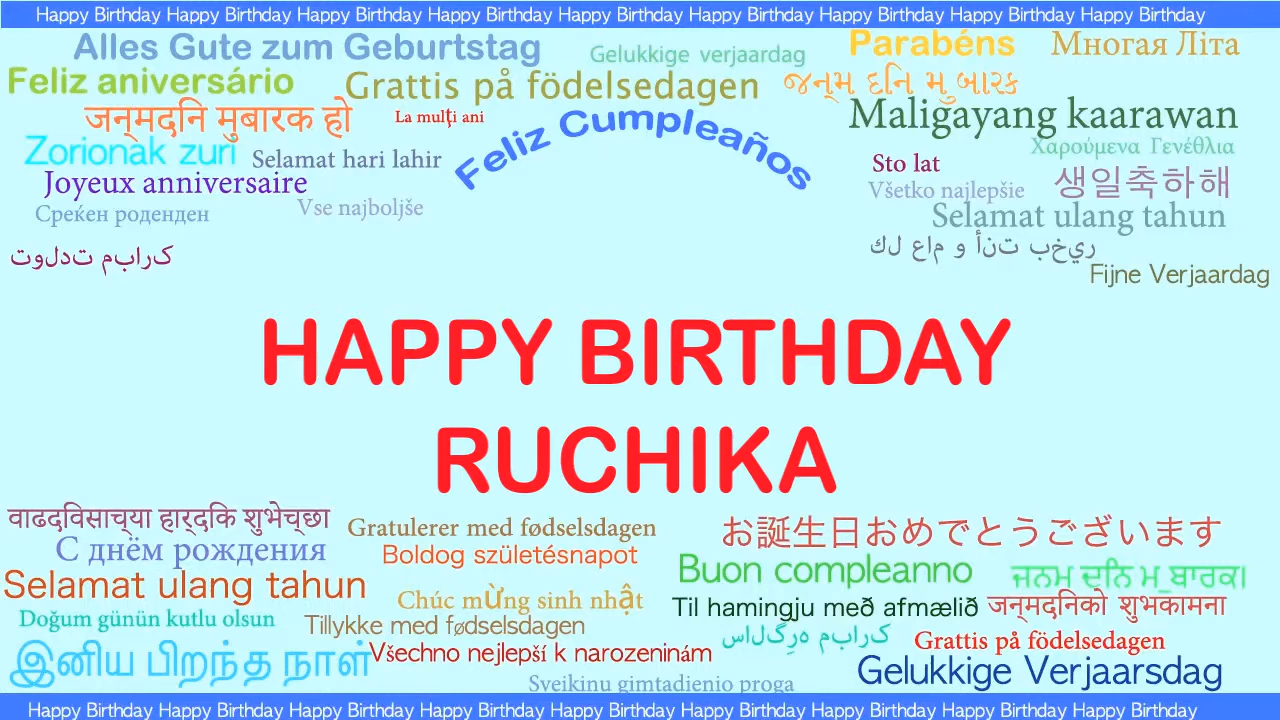 Happy Birthday Happy Birthday Happy Birthday Happy Birthday Happy Birthday Happy Birthday Happy Birthday Happy Birthday Happy Birthday
Alles Gute zum Geburtstag
Gelukkige verjaardag
Parabéns
Многая Літа
Feliz aniversário
Grattis på födelsedagen
જન્મ દનિ મુ બારક
जन्मदनि मुबारक हो
La mulţi ani
Feliz Cumpleaños
Maligayang kaarawan
Zorionak zuri
Selamat hari lahir
Χαρούμενα Γενέθλια
Sto lat
Joyeux anniversaire
Všetko najlepšie
생일축하해
Среќен роденден
Vse najboljše
Selamat ulang tahun
تولدت مبارک
كل عام و أنت بخير
Fijne Verjaardag
HAPPY BIRTHDAY
RUCHIKA
वाढदविसाच्या हार्दकि शुभेच्छा
Gratulerer med fødselsdagen
お誕生日おめでとうございます
С днём рождения
Boldog születésnapot
Buon compleanno
ਜਨਮ ਦਨਿ ਮੁ ਬਾਰਕ।
Selamat ulang tahun
Chúc mừng sinh nhật
Til hamingju með afmælið
जन्मदनिको शुभकामना
Doğum günün kutlu olsun
Tillykke med fødselsdagen
سالگِرہ مبارک
Grattis på födelsedagen
இனிய பிறந்த நாள்
Všechno nejlepší k narozeninám
Gelukkige Verjaarsdag
Sveikinu gimtadienio proga
Happy Birthday Happy Birthday Happy Birthday Happy Birthday Happy Birthday Happy Birthday Happy Birthday Happy Birthday Happy Birthday